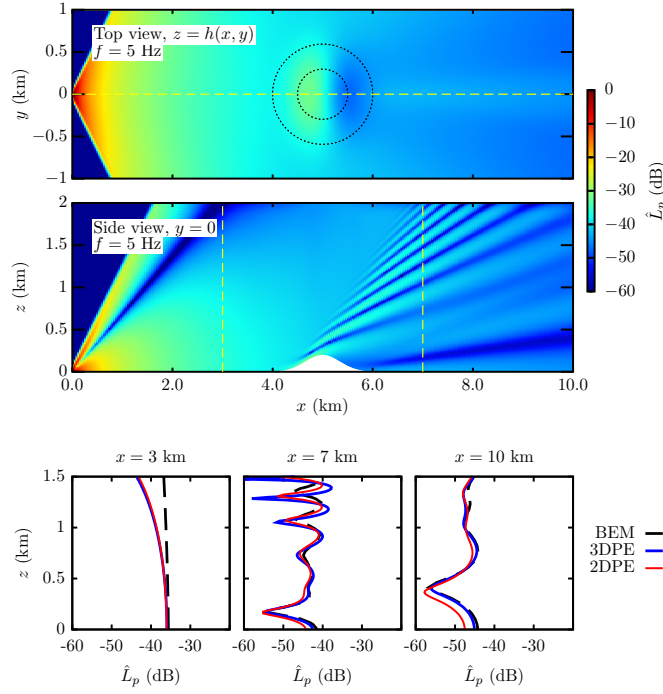 1
0.5
0
−0.5
−1
y (km)
Top view, z = h(x, y)
f = 5 Hz
0
−10
−20
−30
−40
−50
−60
L̂p (dB)
2
1.5
1
0.5
0
z (km)
Side view, y = 0
f = 5 Hz
0.0 2.0 4.0 6.0 8.0 10.0
x (km)
x = 3 km x = 7 km x = 10 km
1.5
1
0.5
0
z
-60 -50 -40 -30
-60 -50 -40 -30
-60 -50 -40 -30
L̂p (dB) L̂p (dB) L̂p (dB)
BEM
3DPE
2DPE